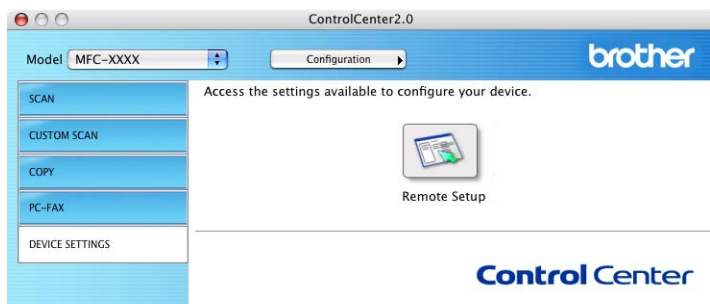 ControlCenter2.0
Model MFC-XXXX Configuration brother
SCAN
Access the settings available to configure your device.
CUSTOM SCAN
COPY
Remote Setup
PC-FAX
DEVICE SETTINGS
Control Center